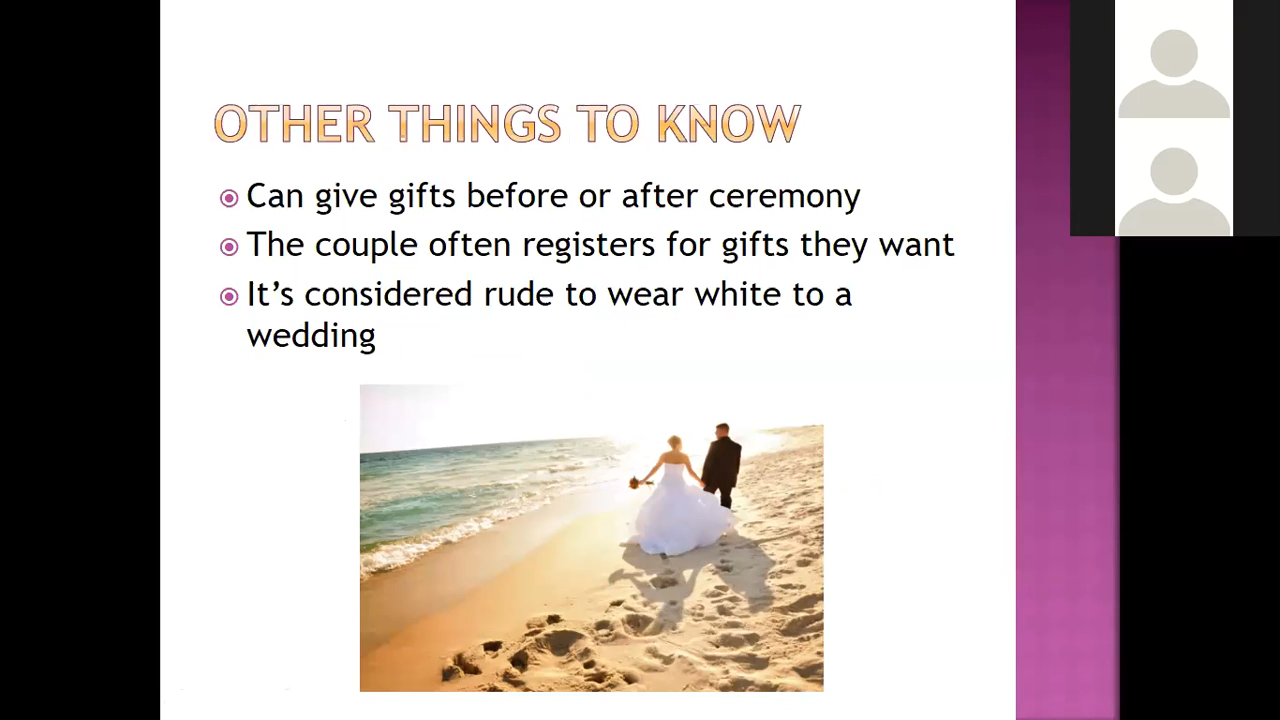 OTHER THINGS TO KNOW
Can give gifts before or after ceremony
The couple often registers for gifts they want
It's considered rude to wear white to a
wedding